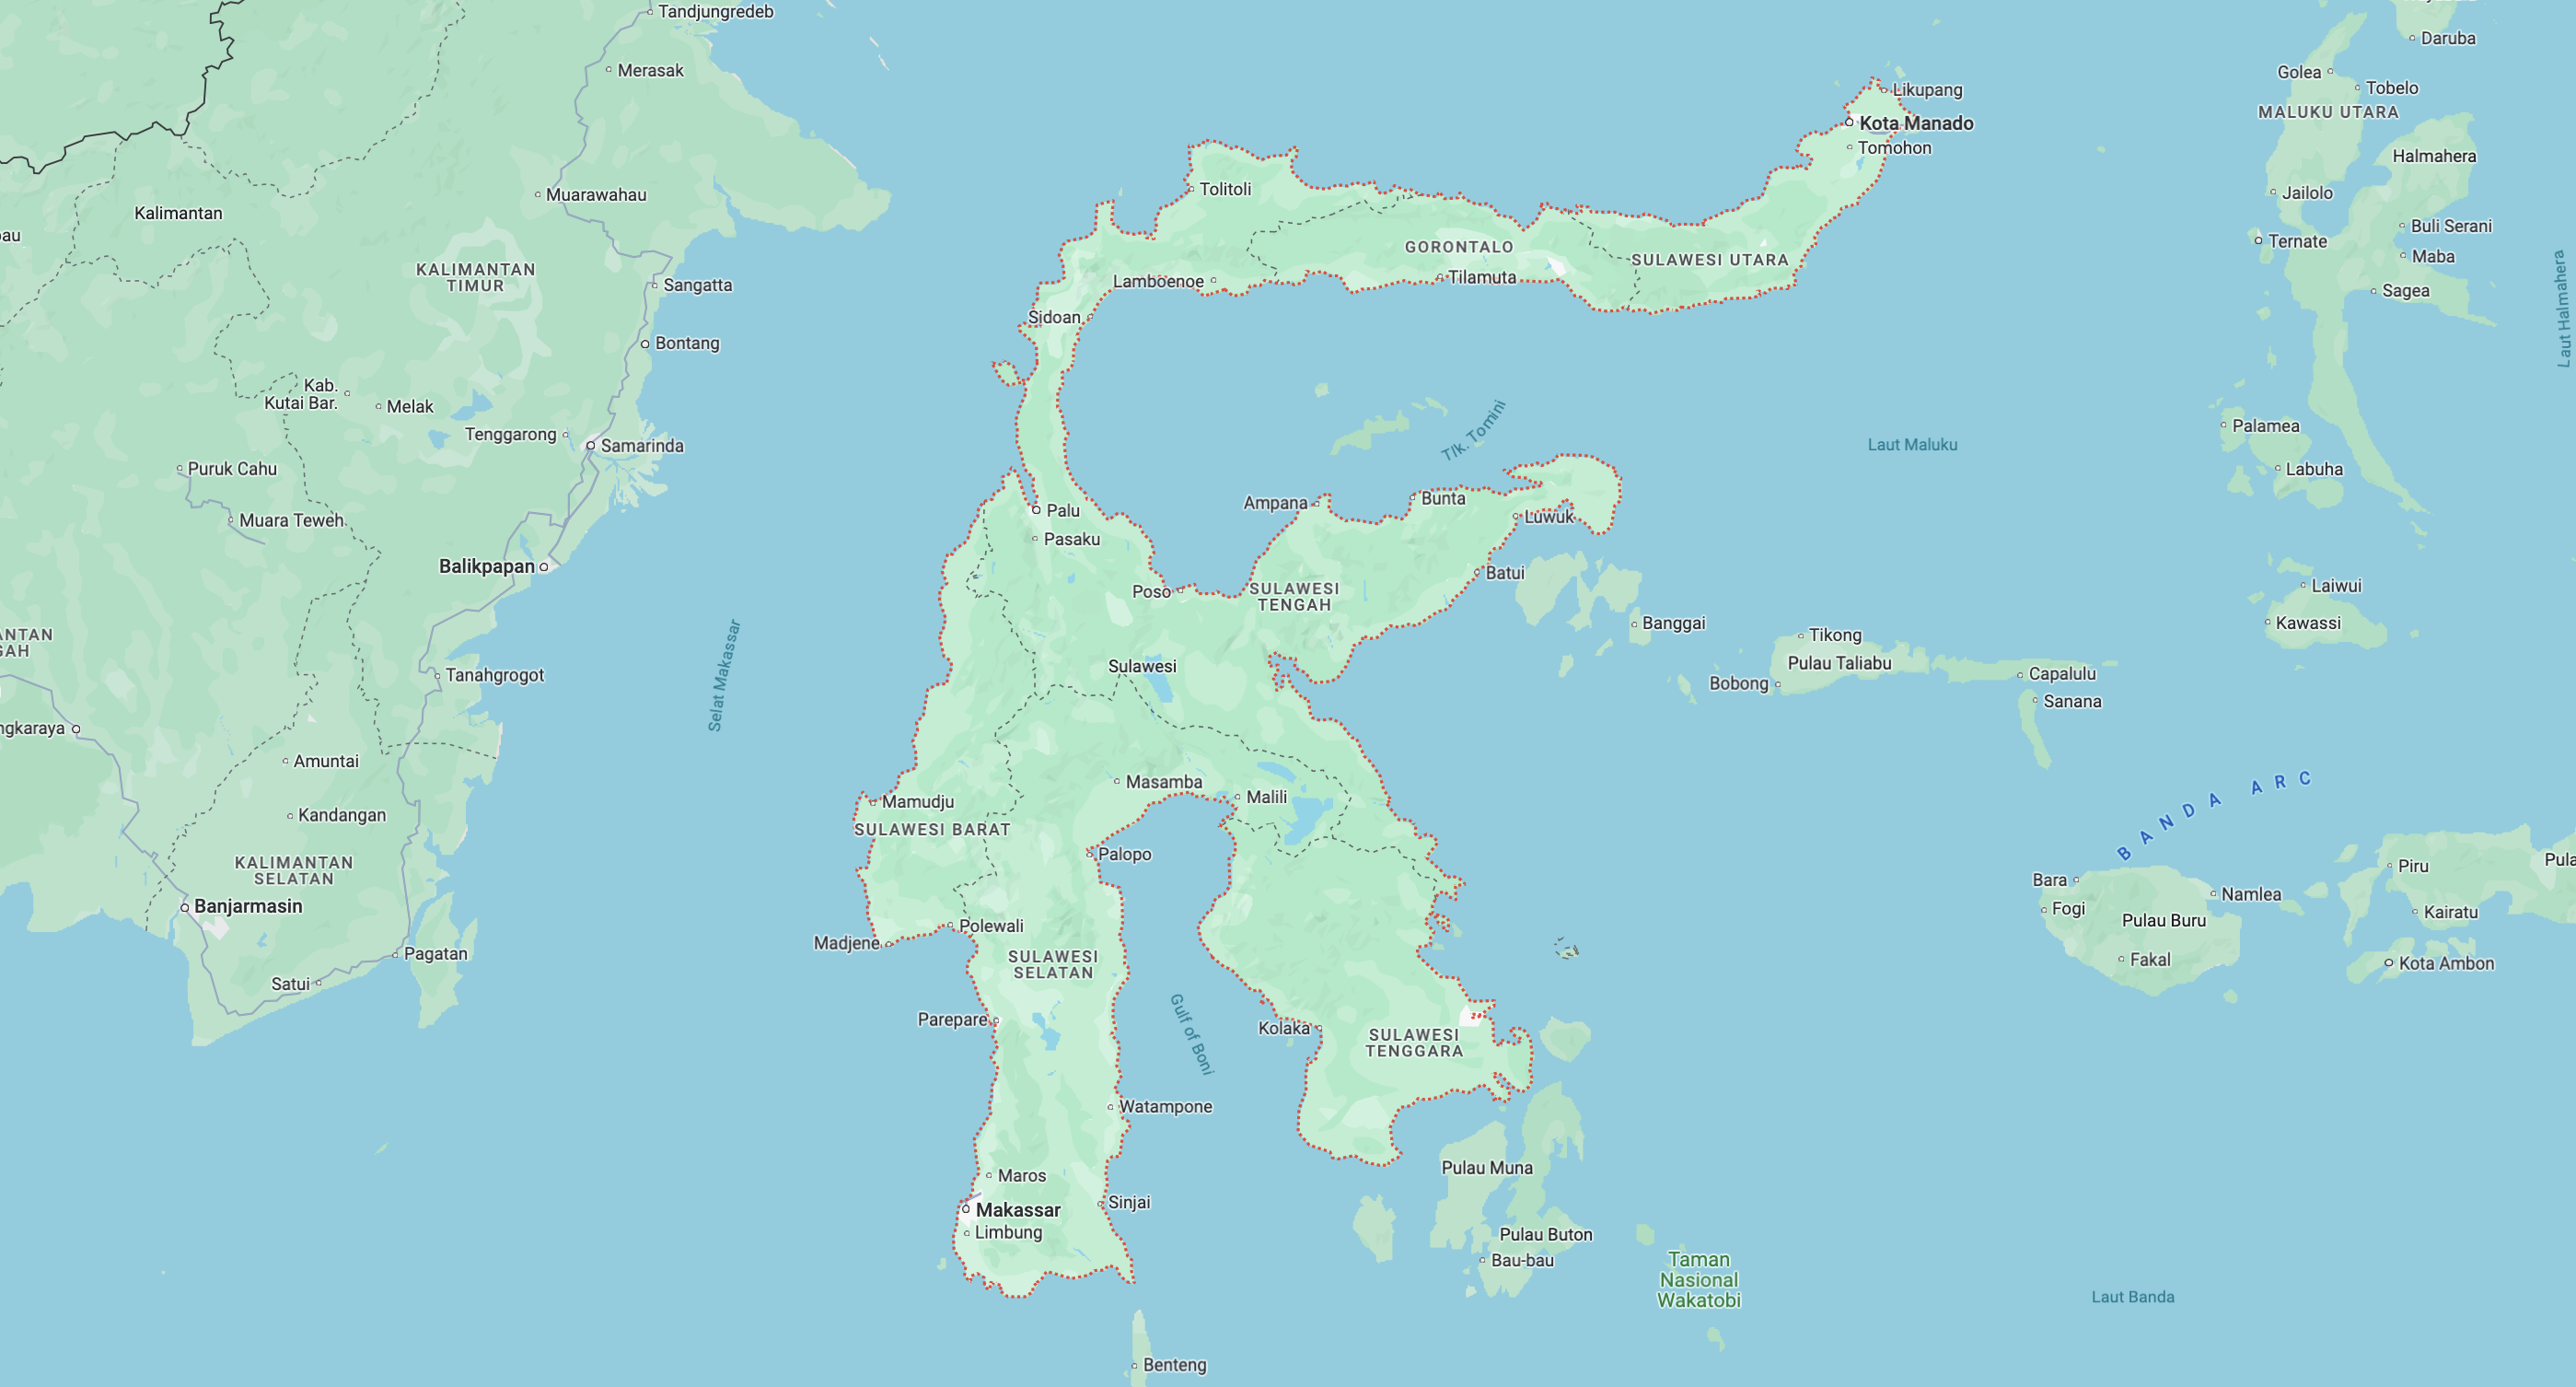 Tandjungredeb
Merasak
Muarawahau
Kalimantan
KALIMANTAN
TIMUR
Sangatta
Bontang
Kab.
Kutai Bar.
Melak
Tenggarong
Samarinda
Puruk Cahu
Muara Teweh
Balikpapan
Tanahgrogot
ngkaraya
Amuntai
Kandangan
KALIMANTAN
SELATAN
Banjarmasin
Pagatan
Satui
Selat Makassar
Likupang
Kota Manado
Tomohon
Tolitoli
GORONTALO
SULAWESI UTARA
Lamboenoe
Tilamuta
Sidoan
Tlk. Tomini
Laut Maluku
Ampana
Bunta
Luwuk
Palu
Pasaku
Batui
Poso
SULAWESI
TENGAH
Banggai
Sulawesi
Masamba
Malili
Mamudju
SULAWESI BARAT
Palopo
Polewali
Madjene
SULAWESI
SELATAN
Parepare
Gulf of Boni
Kolaka
SULAWESI
TENGGARA
Watampone
Maros
Makassar
Limbung
Sinjai
Pulau Muna
Pulau Buton
Bau-bau
Taman
Nasional
Wakatobi
Benteng
Daruba
Golea
Tobelo
MALUKU UTARA
Halmahera
Jailolo
Buli Serani
Ternate
Maba
Sagea
Laut Halmahera
Palamea
Labuha
Laiwui
Kawassi
Tikong
Pulau Taliabu
Bobong
Capalulu
Sanana
BANDA ARC
Piru
Pula
Bara
Namlea
Fogi
Pulau Buru
Kairatu
Fakal
Kota Ambon
Laut Banda
au
ANTAN
GAH